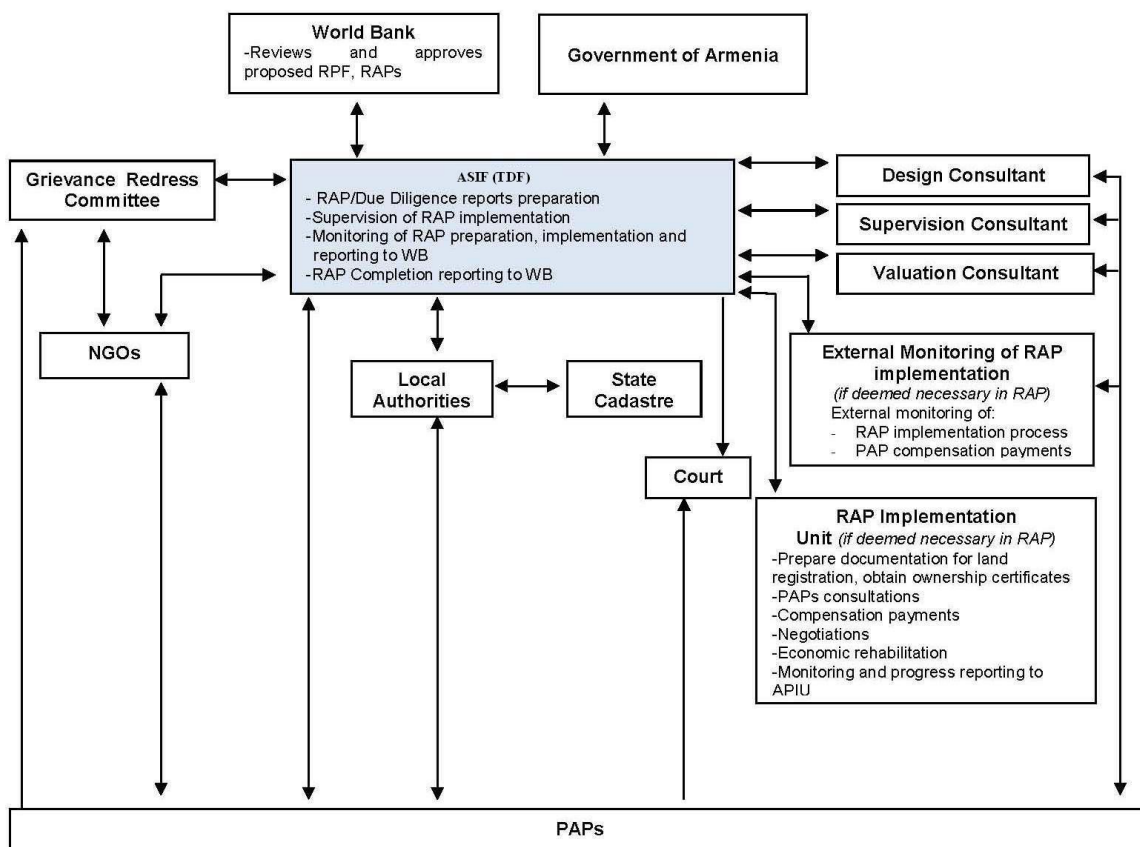 World Bank
-Reviews and approves
proposed RPF, RAPs
Government of Armenia
Grievance Redress
Committee
ASIF (TDF)
- RAP/Due Diligence reports preparation
-Supervision of RAP implementation
-Monitoring of RAP preparation, implementation and
reporting to WB
-RAP Completion reporting to WB
Design Consultant
Supervision Consultant
Valuation Consultant
NGOs
Local
Authorities
State
Cadastre
External Monitoring of RAP
implementation
(if deemed necessary in RAP)
External monitoring of:
- RAP implementation process
- PAP compensation payments
Court
RAP Implementation
Unit (if deemed necessary in RAP)
-Prepare documentation for land
registration, obtain ownership certificates
-PAPs consultations
-Compensation payments
-Negotiations
-Economic rehabilitation
-Monitoring and progress reporting to
APIU
PAPs